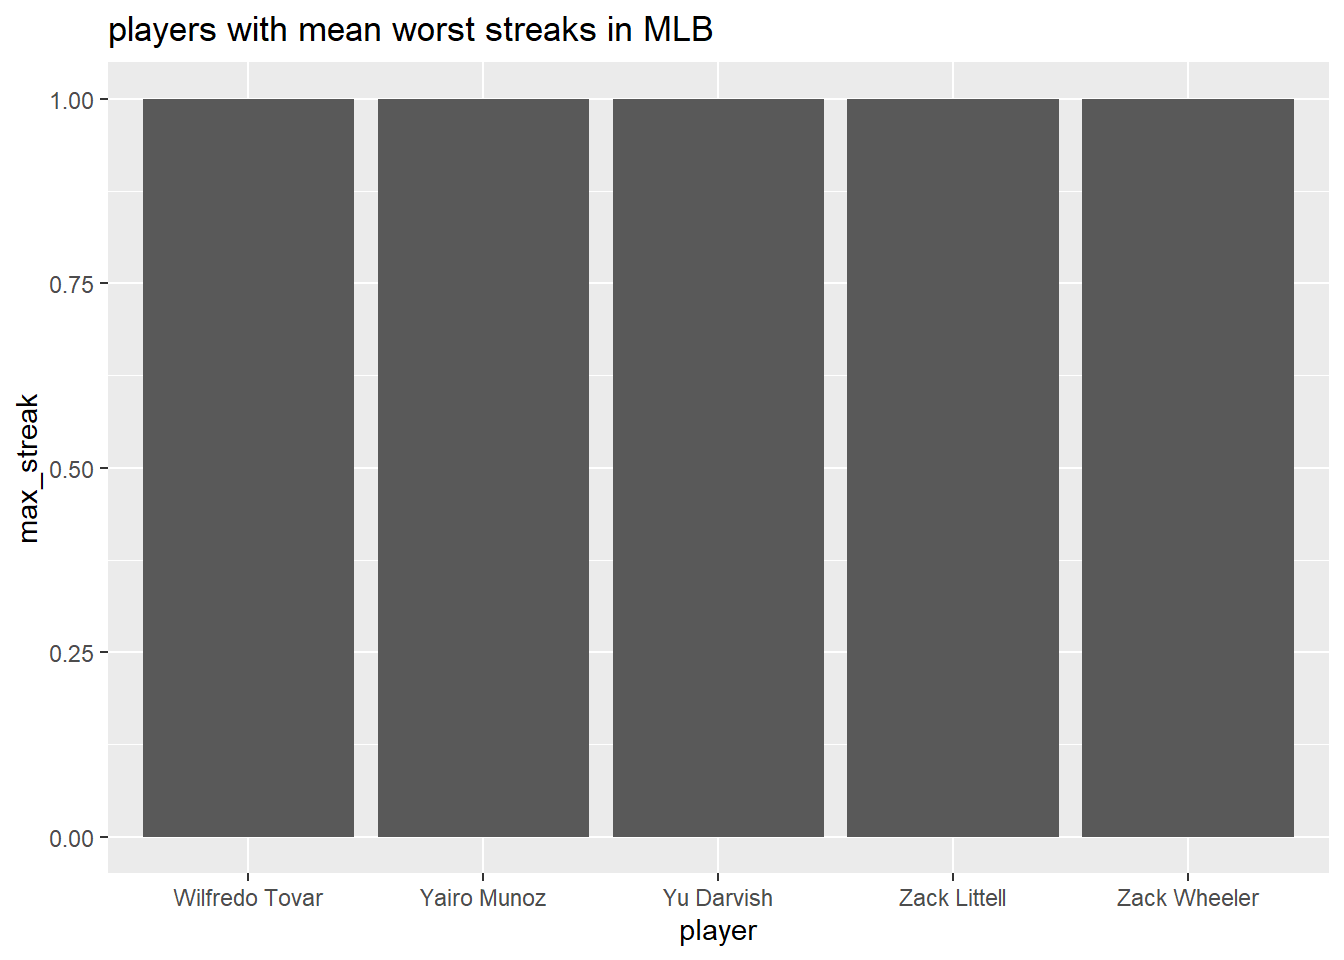 players with mean worst streaks in MLB
1.00
0.75
0.50
0.25
0.00
max_streak
Wilfredo Tovar Yairo Munoz Yu Darvish Zack Littell Zack Wheeler
player